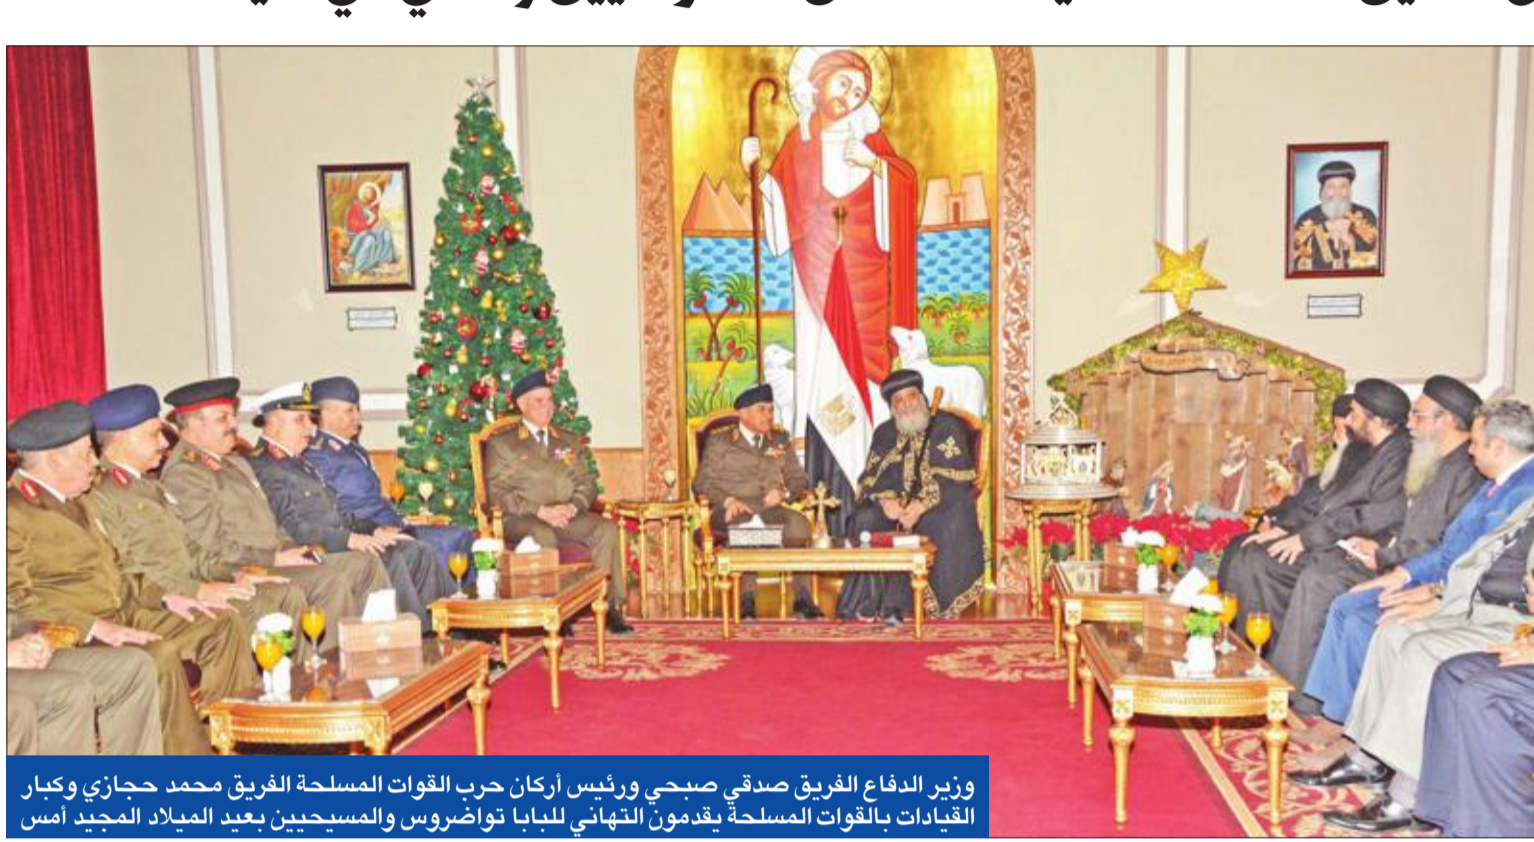 وزير الدفاع الفريق صدقي صبحي ورئيس أركان حرب القوات المسلحة الفريق محمد حجازي وكبار
القيادات بالقوات المسلحة يقدمون التهاني للبابا تواضروس والمسيحيين بعيد الميلاد المجيد أمس